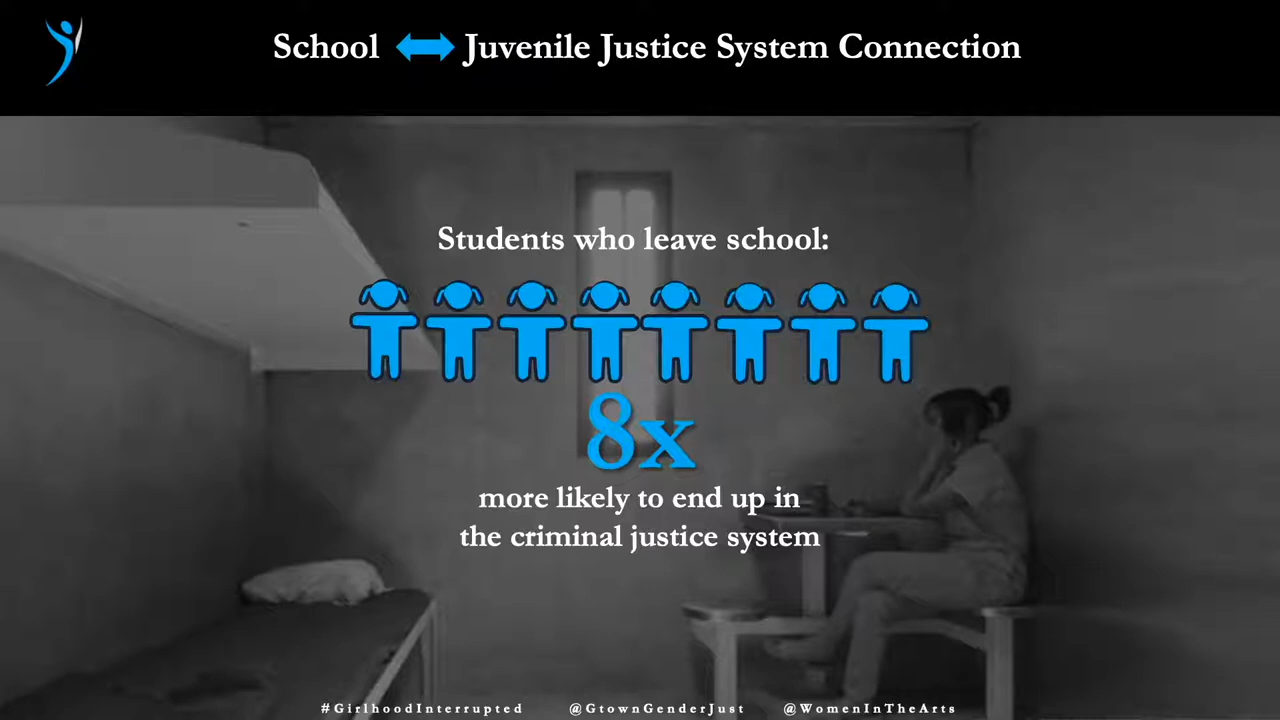 School Juvenile Justice System Connection
Students who leave school:
8x
more likely to end up in
the criminal justice system
#GirlhoodInterrupted @GtownGenderJust @WomenInTheArts